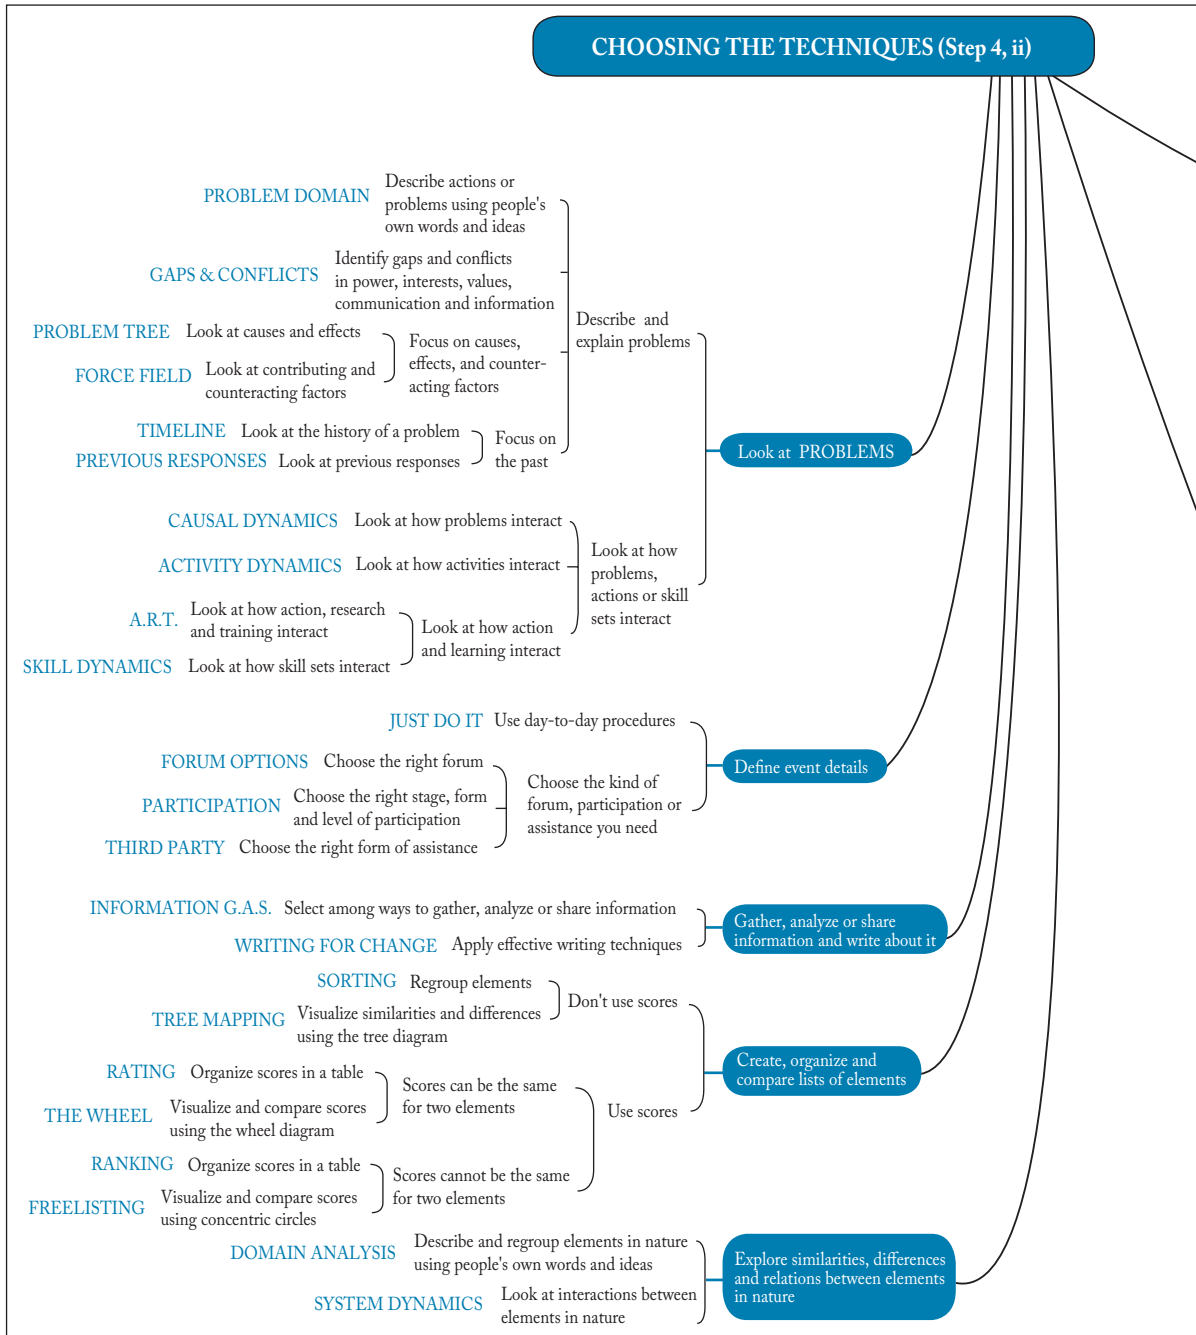 CHOOSING THE TECHNIQUES (Step 4, ii)
PROBLEM DOMAIN
Describe actions or
problems using people's
own words and ideas
GAPS & CONFLICTS
Identify gaps and conflicts
in power, interests, values,
communication and information
PROBLEM TREE
Look at causes and effects
FORCE FIELD
Look at contributing and
counteracting factors
Focus on causes,
effects, and counter-
acting factors
TIMELINE
Look at the history of a problem
PREVIOUS RESPONSES
Look at previous responses
Focus on
the past
Describe and
explain problems
CAUSAL DYNAMICS
Look at how problems interact
ACTIVITY DYNAMICS
Look at how activities interact
A.R.T.
Look at how action, research
and training interact
SKILL DYNAMICS
Look at how skill sets interact
Look at how action
and learning interact
Look at how
problems,
actions or skill
sets interact
Look at PROBLEMS
JUST DO IT
Use day-to-day procedures
FORUM OPTIONS
Choose the right forum
PARTICIPATION
Choose the right stage, form
and level of participation
THIRD PARTY
Choose the right form of assistance
Choose the kind of
forum, participation or
assistance you need
Define event details
INFORMATION G.A.S.
Select among ways to gather, analyze or share information
WRITING FOR CHANGE
Apply effective writing techniques
Gather, analyze or share
information and write about it
SORTING
Regroup elements
TREE MAPPING
Visualize similarities and differences
using the tree diagram
Don't use scores
RATING
Organize scores in a table
THE WHEEL
Visualize and compare scores
using the wheel diagram
Scores can be the same
for two elements
RANKING
Organize scores in a table
FREELISTING
Visualize and compare scores
using concentric circles
Scores cannot be the same
for two elements
Use scores
Create, organize and
compare lists of elements
DOMAIN ANALYSIS
Describe and regroup elements in nature
using people's own words and ideas
SYSTEM DYNAMICS
Look at interactions between
elements in nature
Explore similarities, differences
and relations between elements
in nature